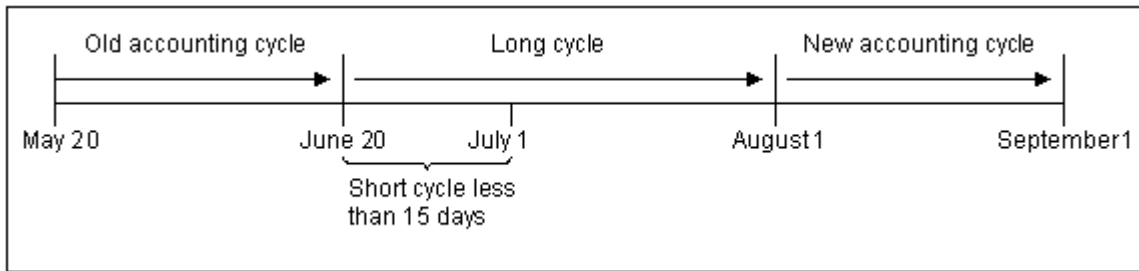 Old accounting cycle
Long cycle
New accounting cycle
May 20
June 20
July 1
August 1
September 1
Short cycle less
than 15 days